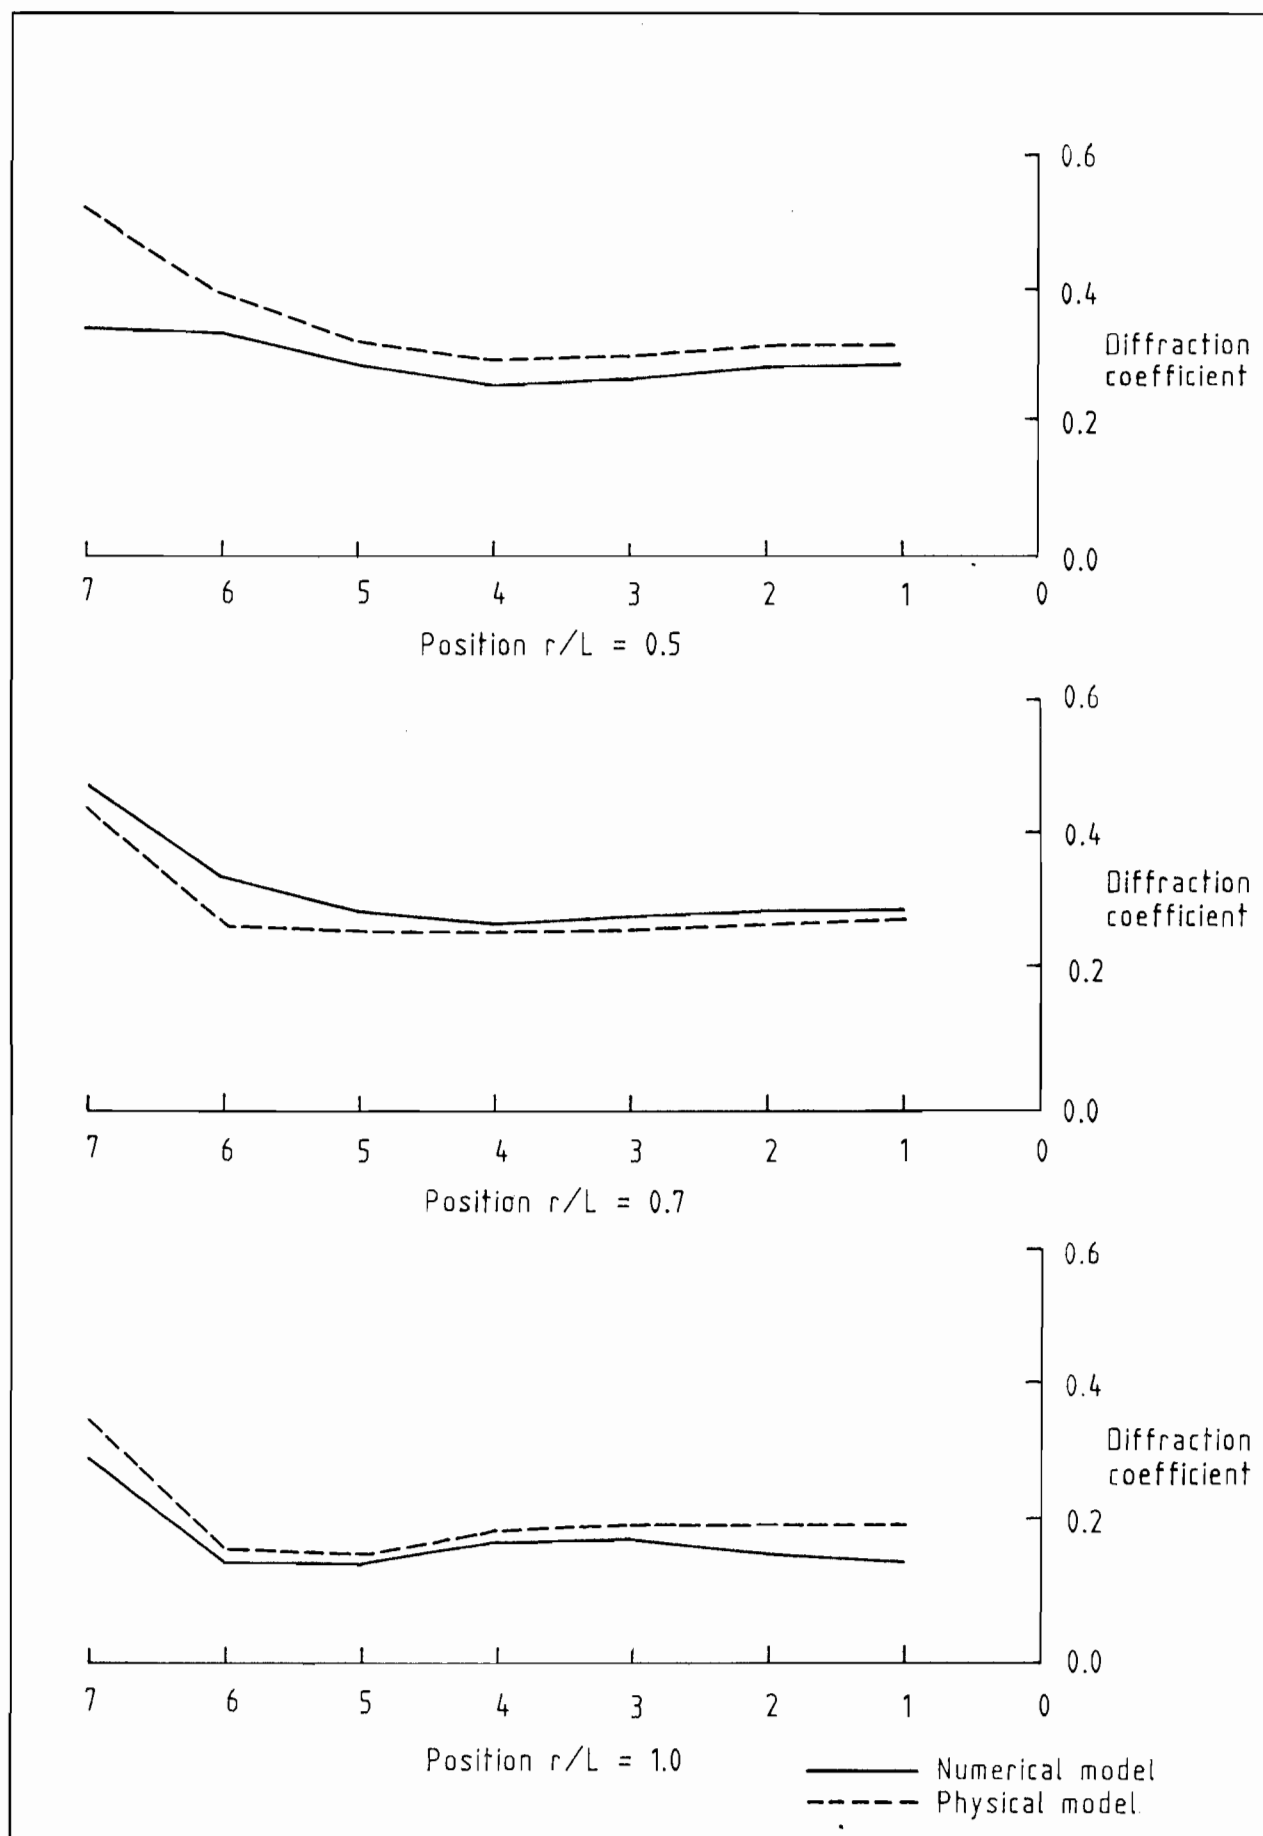 0.6
0.4
Diffraction
coefficient
0.2
0.0
7 6 5 4 3 2 1 0
Position r/L = 0.5
0.6
0.4
Diffraction
coefficient
0.2
0.0
7 6 5 4 3 2 1 0
Position r/L = 0.7
0.6
0.4
Diffraction
coefficient
0.2
0.0
7 6 5 4 3 2 1 0
Position r/L = 1.0
Numerical model
Physical model